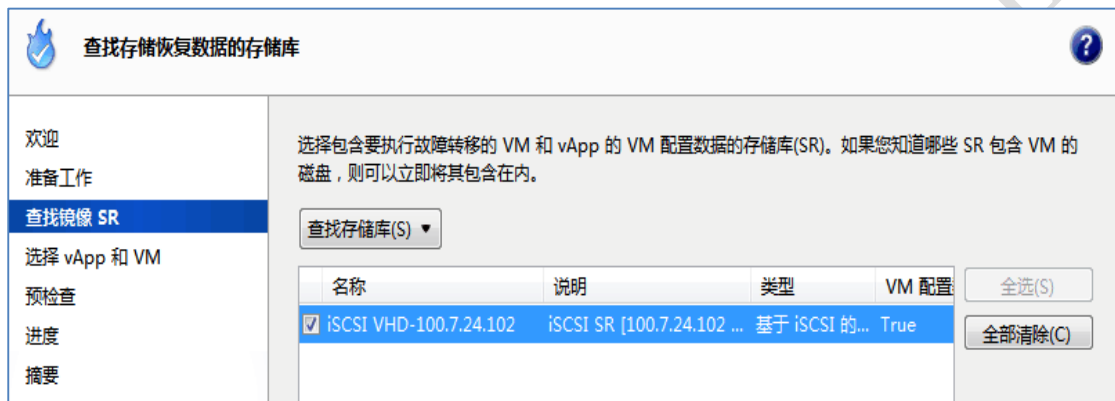 查找存储恢复数据的存储库
欢迎
准备工作
查找镜像 SR
选择 vApp 和 VM
预检查
进度
摘要
选择包含要执行故障转移的 VM 和 vApp 的 VM 配置数据的存储库(SR)。如果您知道哪些 SR 包含 VM 的
磁盘，则可以立即将其包含在内。
查找存储库(S)
名称 说明 类型 VM 配置
iSCSI VHD-100.7.24.102 iSCSI SR [100.7.24.102 ... 基于 iSCSI 的... True
全选(S)
全部清除(C)